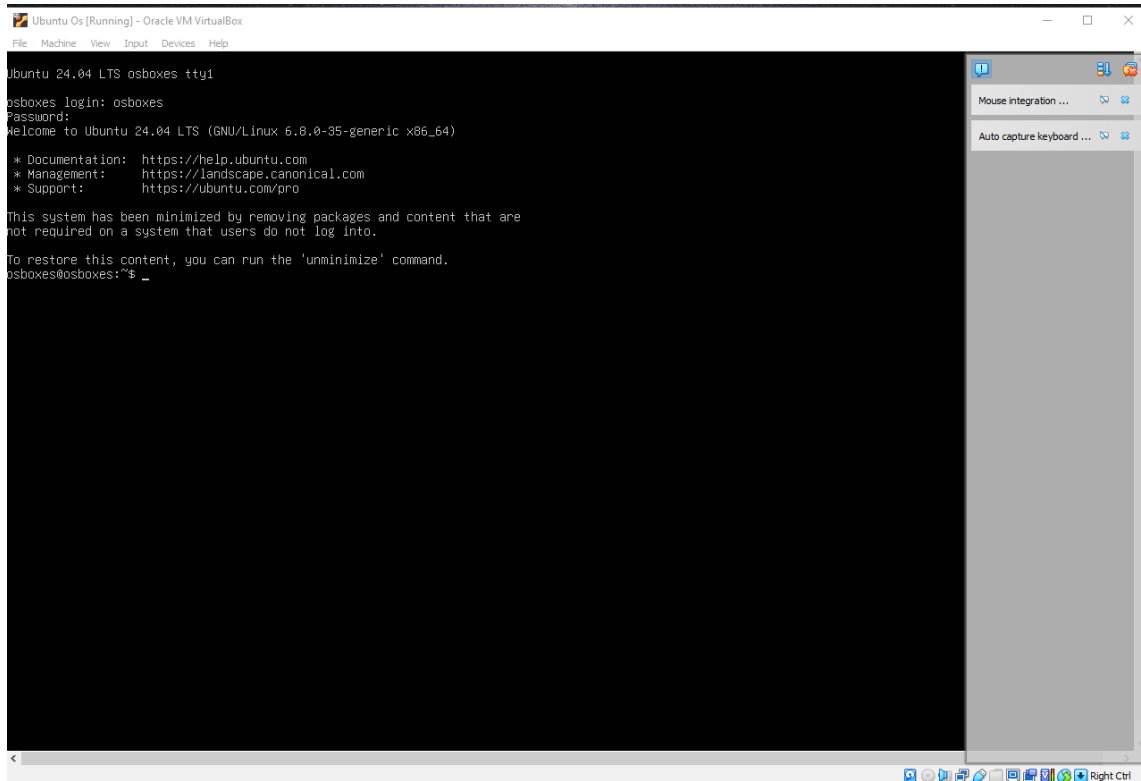 Ubuntu Os [Running] - Oracle VM VirtualBox
File Machine View Input Devices Help
Ubuntu 24.04 LTS osboxes tty1
osboxes login: osboxes
Password:
Welcome to Ubuntu 24.04 LTS (GNU/Linux 6.8.0-35-generic x86_64)
* Documentation: https://help.ubuntu.com
* Management: https://landscape.canonical.com
* Support: https://ubuntu.com/pro
This system has been minimized by removing packages and content that are
not required on a system that users do not log into.
To restore this content, you can run the 'unminimize' command.
osboxes@osboxes:~$ _
Mouse integration ...
Auto capture keyboard ...
Right Ctrl